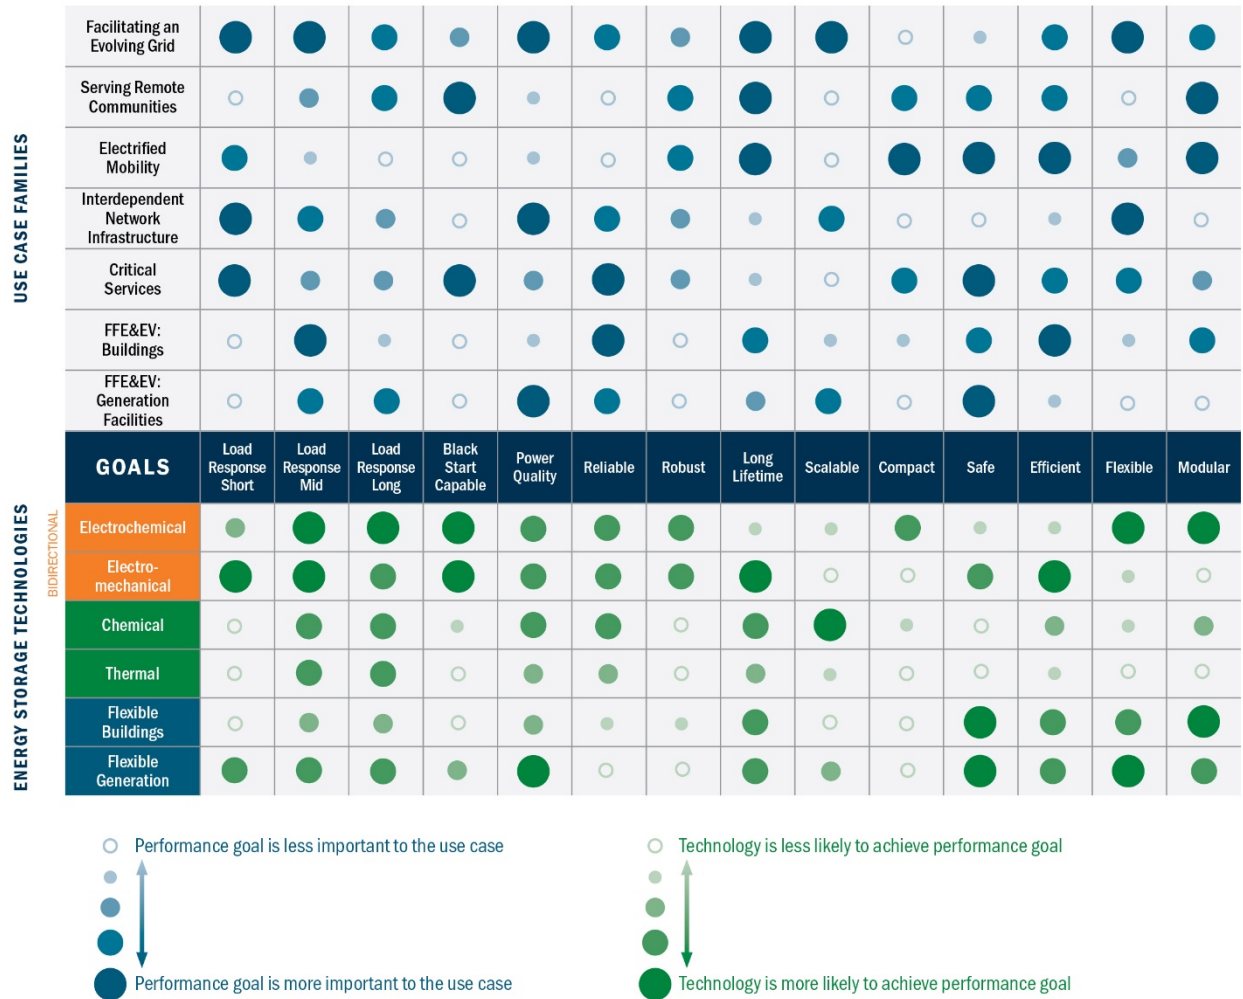 USE CASE FAMILIES
Facilitating an
Evolving Grid
Serving Remote
Communities
Electrified
Mobility
Interdependent
Network
Infrastructure
Critical
Services
FFE&EV:
Buildings
FFE&EV:
Generation
Facilities
GOALS
Load
Response
Short
Load
Response
Mid
Load
Response
Long
Black
Start
Capable
Power
Quality
Reliable
Robust
Long
Lifetime
Scalable
Compact
Safe
Efficient
Flexible
Modular
ENERGY STORAGE TECHNOLOGIES
BIDIRECTIONAL
Electrochemical
Electro-
mechanical
Chemical
Thermal
Flexible
Buildings
Flexible
Generation
Performance goal is less important to the use case
Performance goal is more important to the use case
Technology is less likely to achieve performance goal
Technology is more likely to achieve performance goal